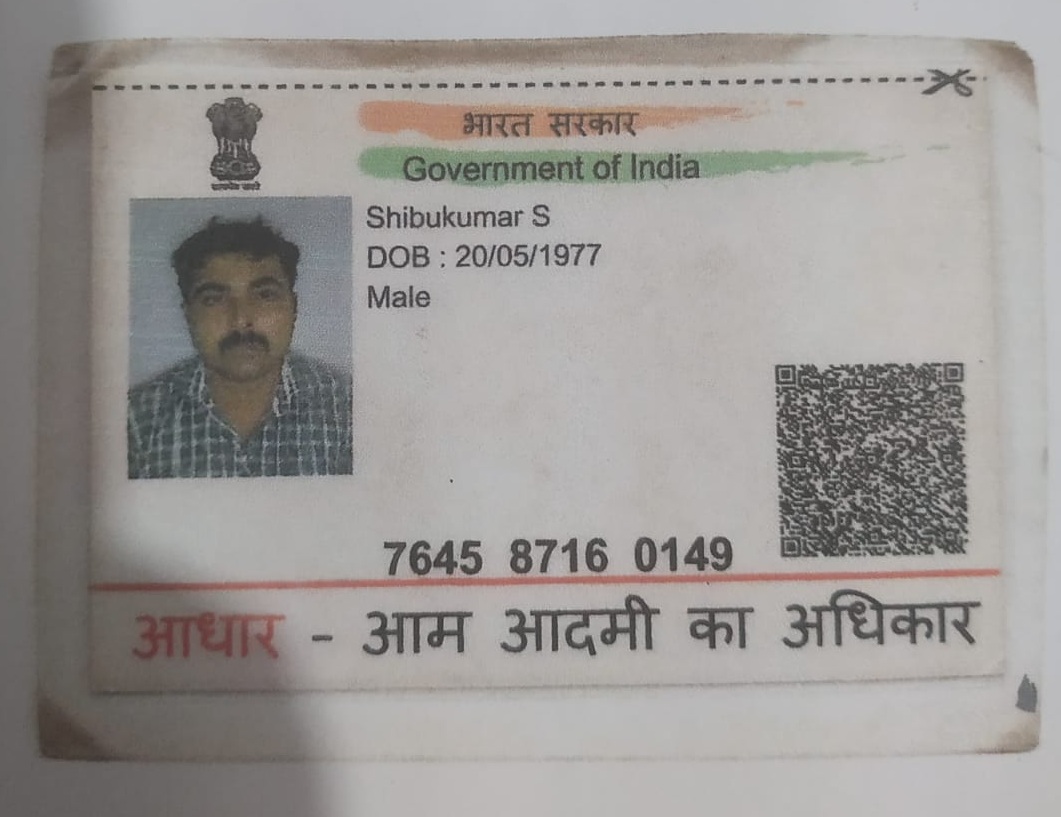 भारत सरकार
Government of India
Shibukumar S
DOB : 20/05/1977
Male
7645 8716 0149
आधार - आम आदमी का अधिकार